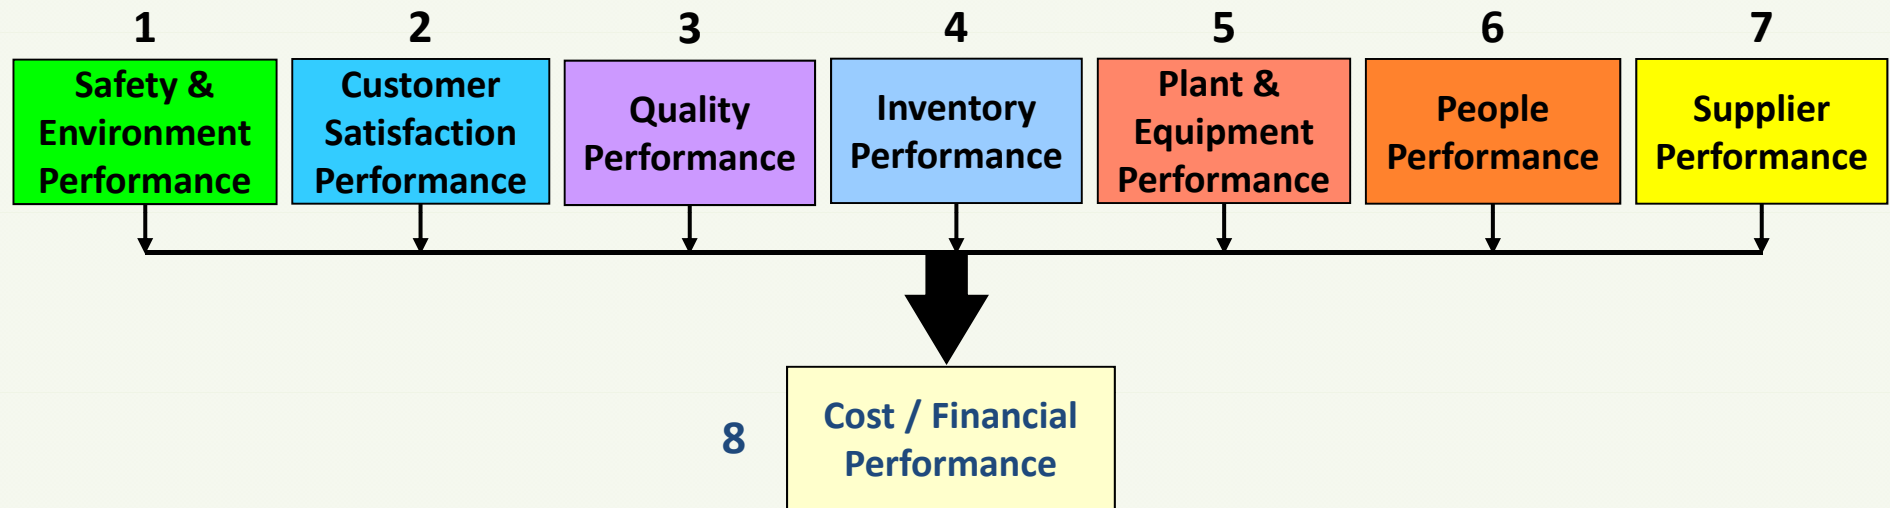 1
Safety &
Environment
Performance
2
Customer
Satisfaction
Performance
3
Quality
Performance
4
Inventory
Performance
5
Plant &
Equipment
Performance
6
People
Performance
7
Supplier
Performance
8
Cost / Financial
Performance